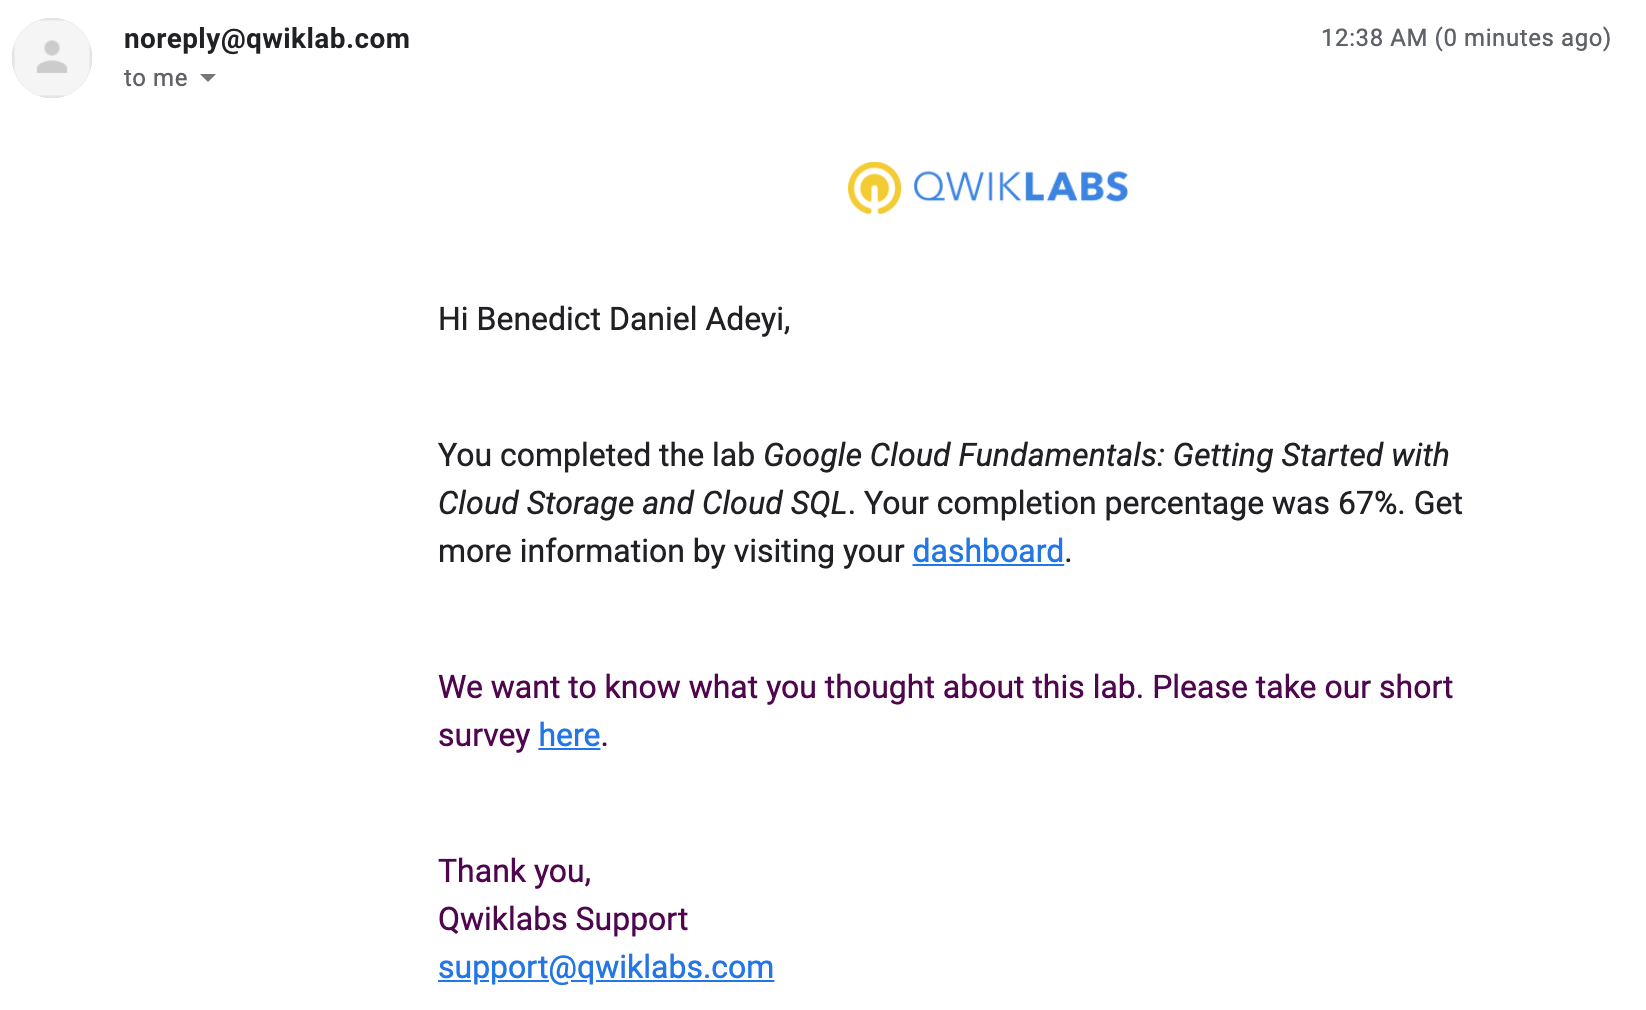 noreply@qwiklab.com
12:38 AM (0 minutes ago)
to me
QWIKLABS
Hi Benedict Daniel Adeyi,
You completed the lab Google Cloud Fundamentals: Getting Started with
Cloud Storage and Cloud SQL. Your completion percentage was 67%. Get
more information by visiting your dashboard.
We want to know what you thought about this lab. Please take our short
survey here.
Thank you,
Qwiklabs Support
support@qwiklabs.com